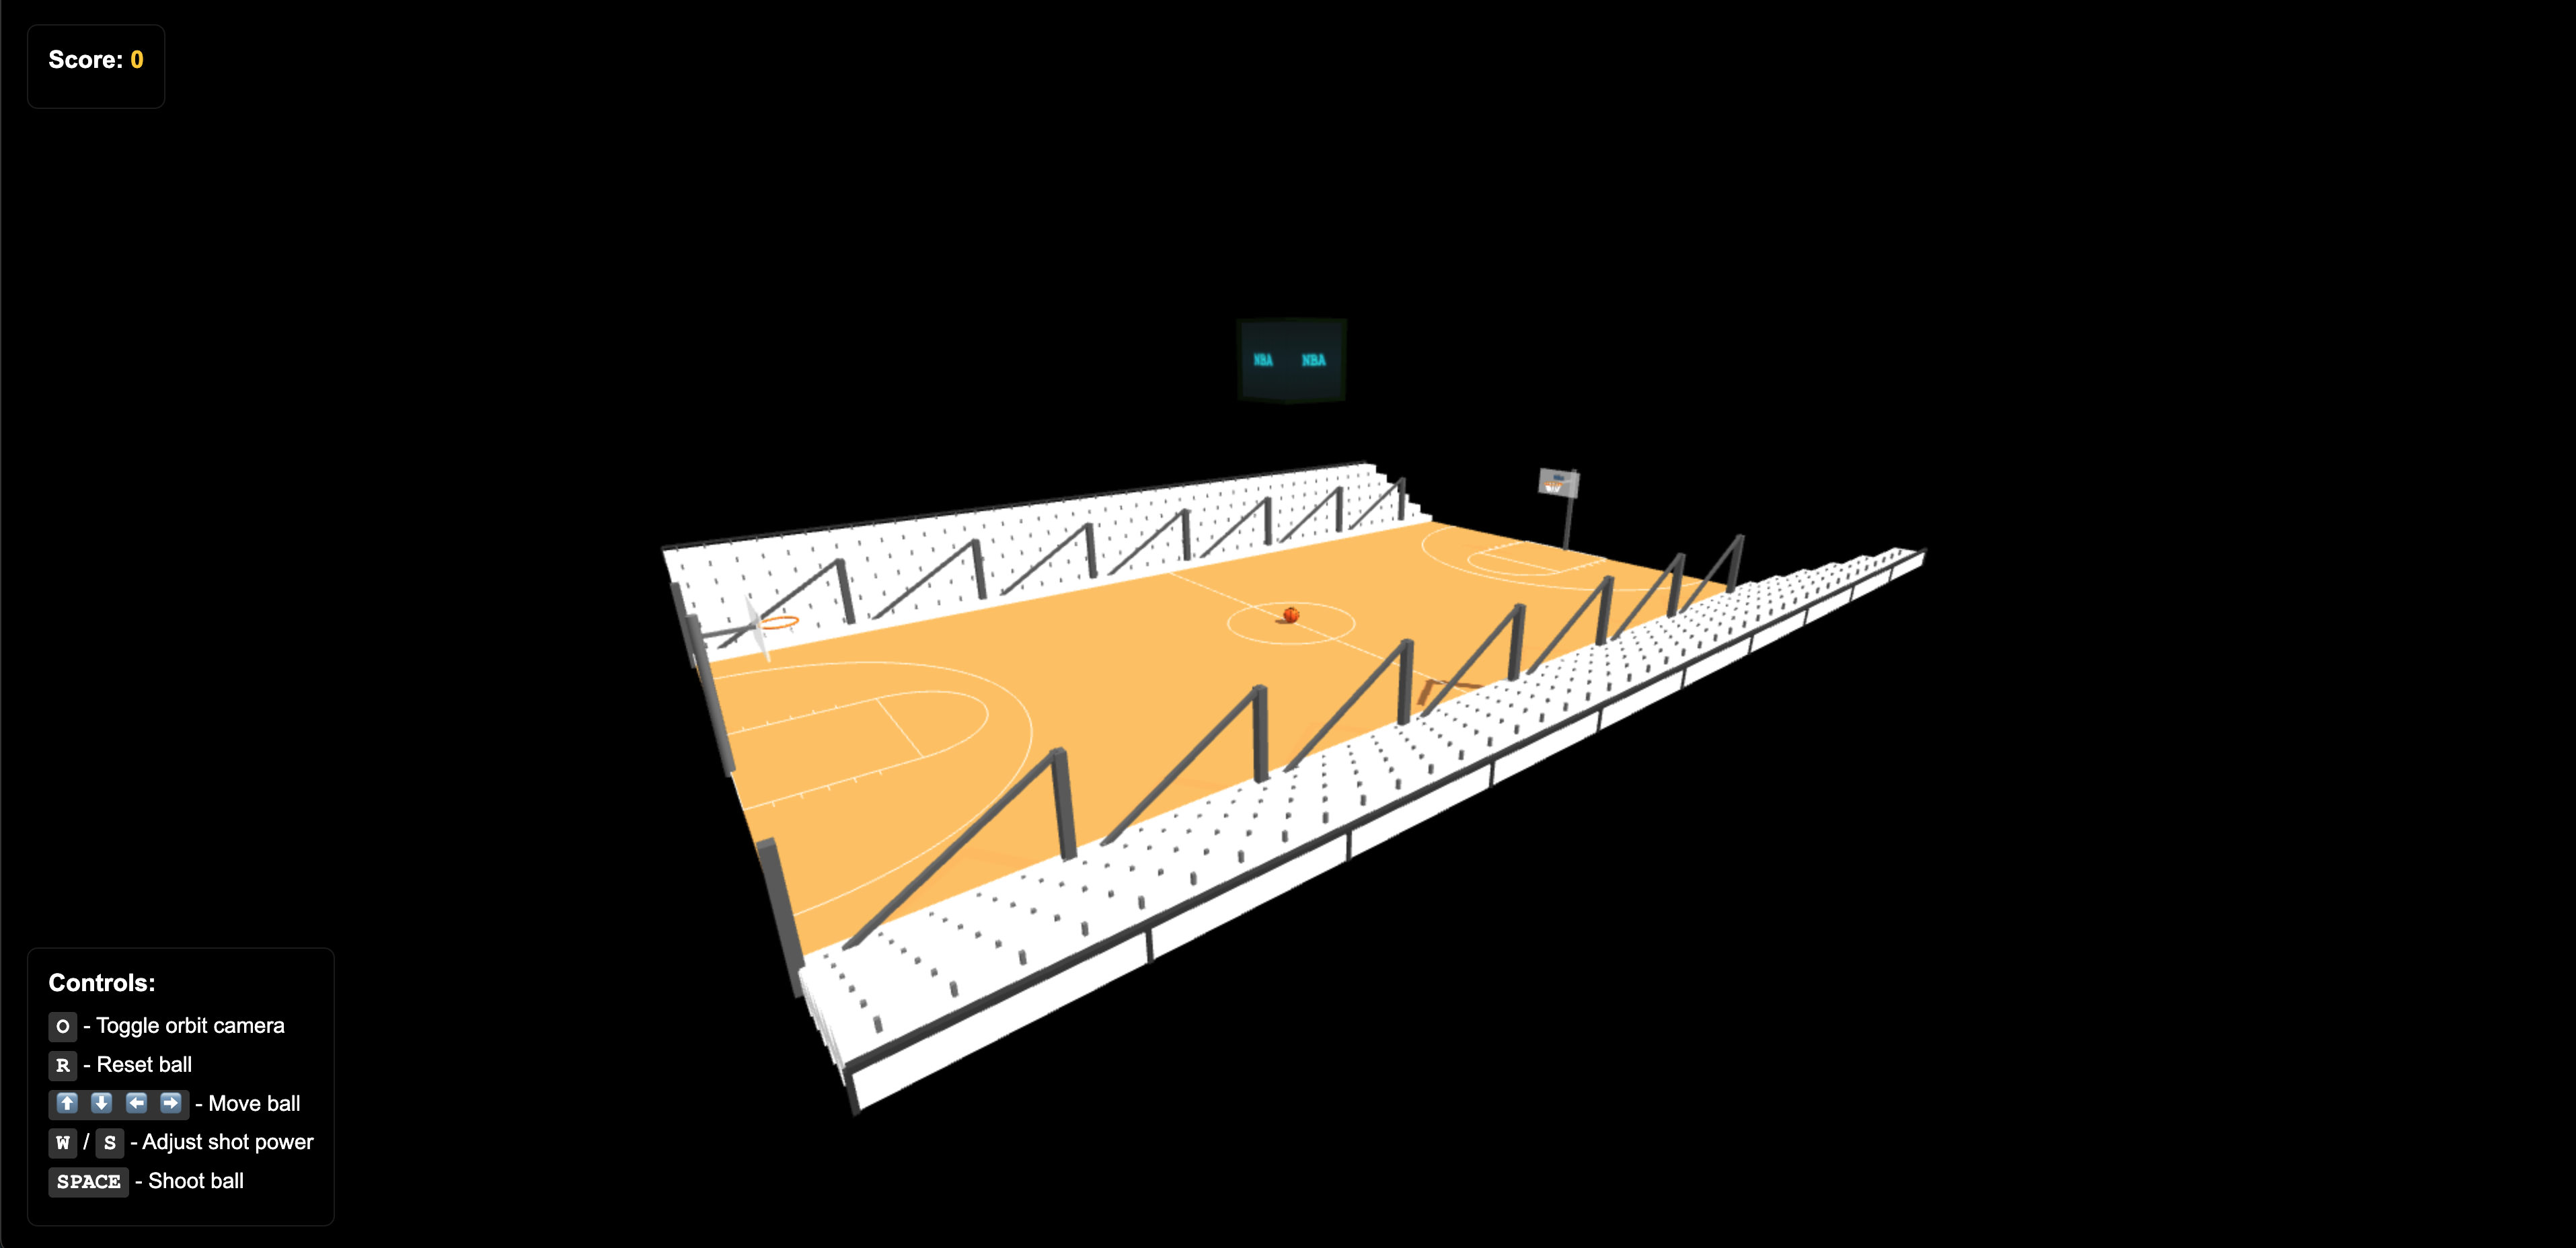 Score: 0
NBA NBA
Controls:
O - Toggle orbit camera
R - Reset ball
⬆️ ⬇️ ⬅️ ➡️ - Move ball
W / S - Adjust shot power
SPACE - Shoot ball